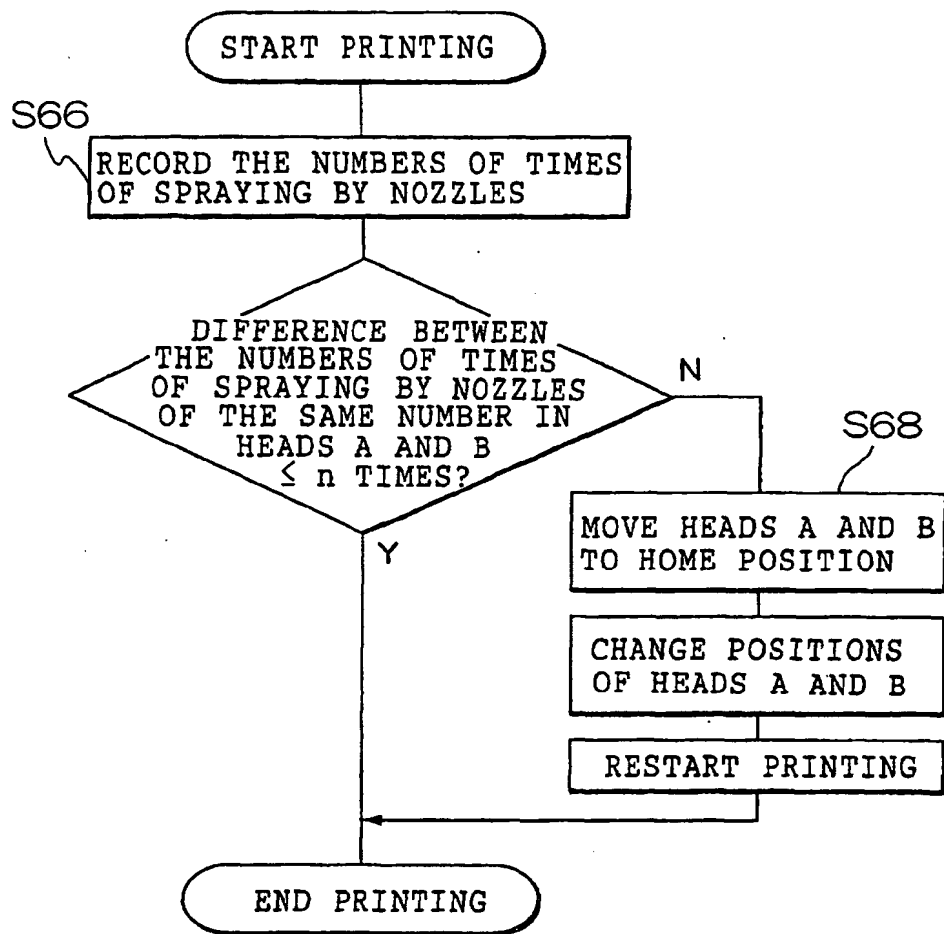 START PRINTING
S66
RECORD THE NUMBERS OF TIMES
OF SPRAYING BY NOZZLES
DIFFERENCE BETWEEN
THE NUMBERS OF TIMES
OF SPRAYING BY NOZZLES
OF THE SAME NUMBER IN
HEADS A AND B
≤ n TIMES?
N
Y
S68
MOVE HEADS A AND B
TO HOME POSITION
CHANGE POSITIONS
OF HEADS A AND B
RESTART PRINTING
END PRINTING